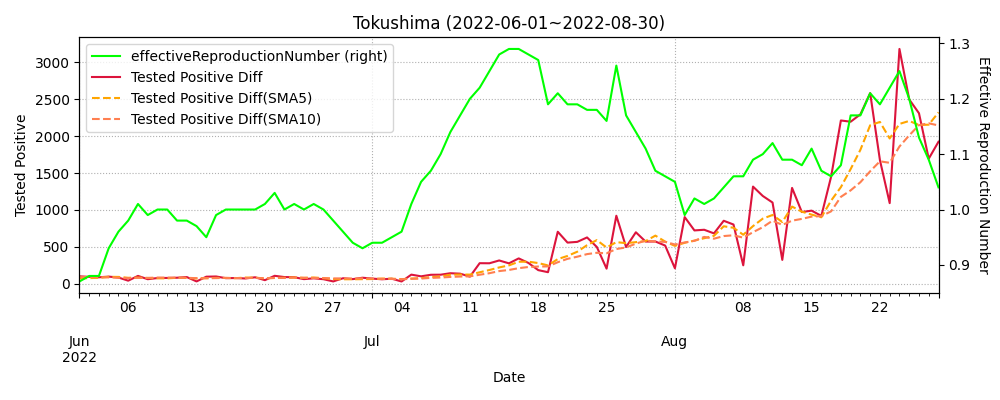 Tokushima (2022-06-01~2022-08-30)
effectiveReproductionNumber (right)
Tested Positive Diff
Tested Positive Diff(SMA5)
Tested Positive Diff(SMA10)
Tested Positive
3000
2500
2000
1500
1000
500
0
Effective Reproduction Number
1.3
1.2
1.1
1.0
0.9
06 13 20 27 04 11 18 25 08 15 22
Jun Jul Aug
2022
Date